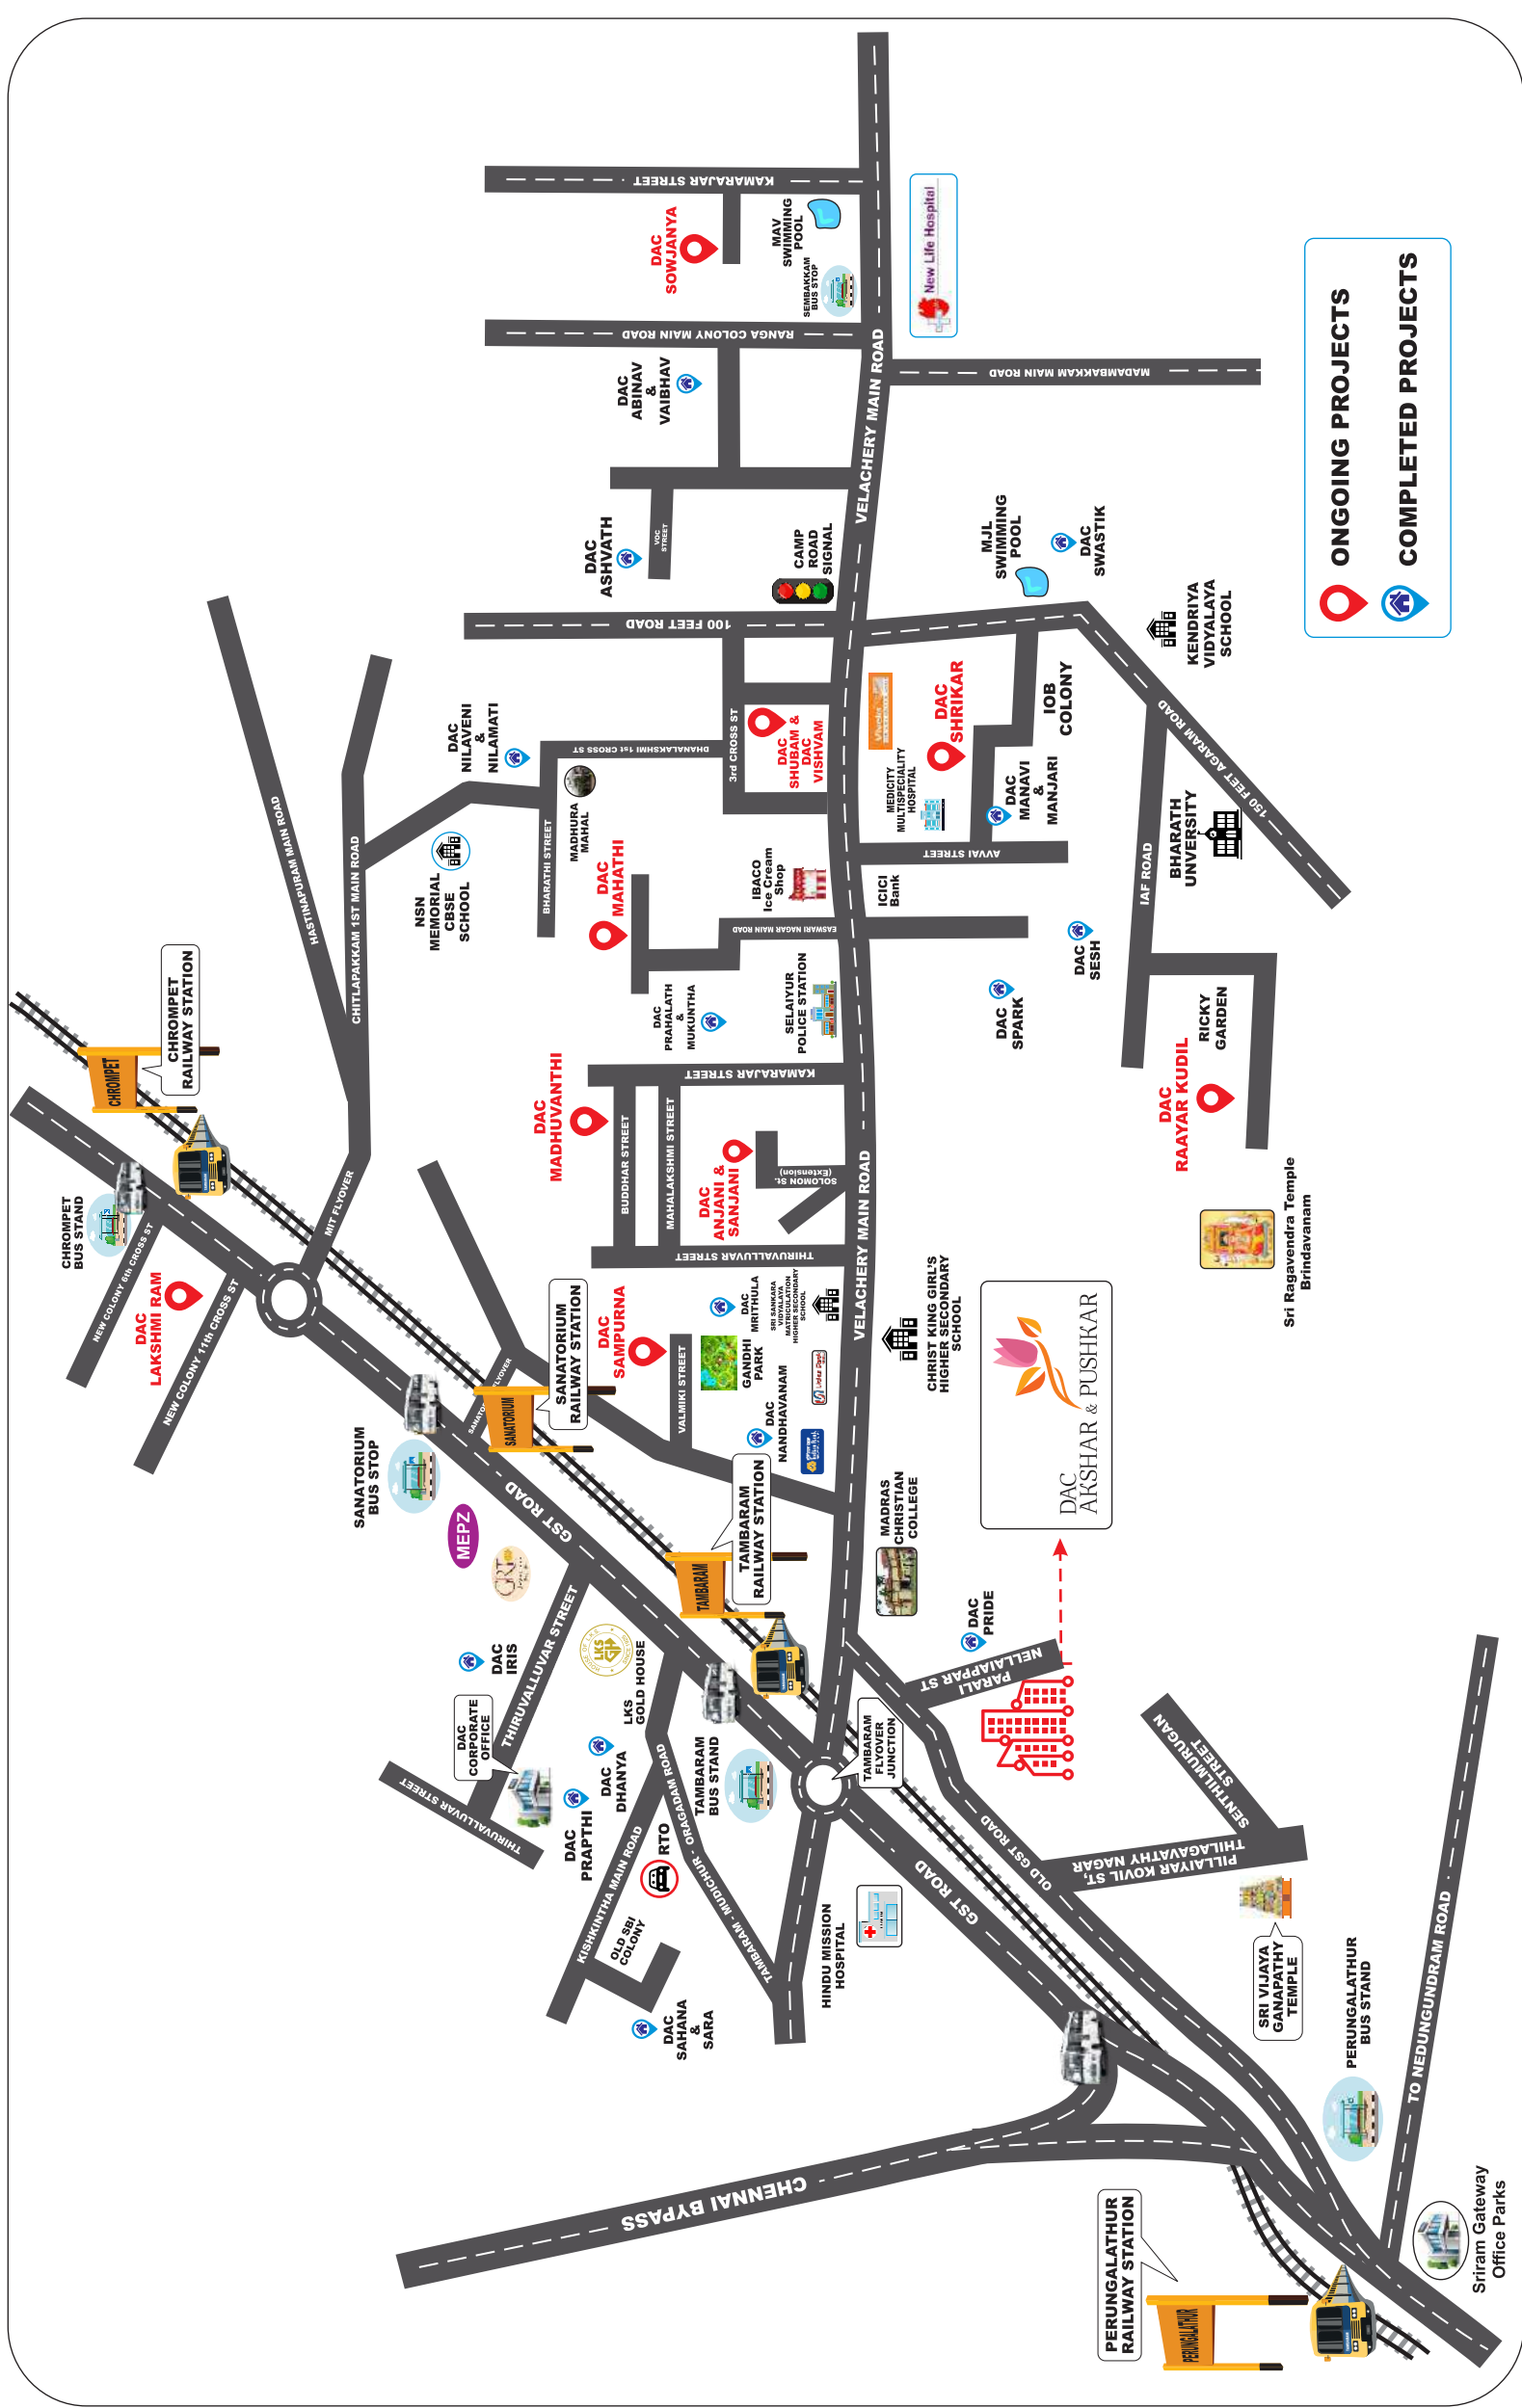 CHROMPET
BUS STAND
CHROMPET
CHROMPET
RAILWAY STATION
NEW COLONY 6th CROSS ST
DAC
LAKSHMI RAM
NEW COLONY 11th CROSS ST
MIT FLYOVER
HASTINAPURAM MAIN ROAD
CHITLAPAKKAM 1ST MAIN ROAD
SANATORIUM
BUS STOP
SANATORIUM
SANATORIUM
RAILWAY STATION
MEPZ
GRT
GST ROAD
NSN
MEMORIAL
CBSE
SCHOOL
DAC
NILAVENI
&
NILAMATI
BHARATHI STREET
MADHURA
MAHAL
DHANALAKSHMI 1st CROSS ST
DAC
MAHATHI
DAC
PRAHALATH
&
MUKUNTHA
EASWARI NAGAR MAIN ROAD
SELAIYUR
POLICE STATION
IBACO
Ice Cream
Shop
3rd CROSS ST
DAC
SHUBAM &
DAC
VISHVAM
100 FEET ROAD
CAMP
ROAD
SIGNAL
DAC
ASHVATH
VOC
STREET
DAC
ABINAV
&
VAIBHAV
RANGA COLONY MAIN ROAD
SEMBAKKAM
BUS STOP
MAV
SWIMMING
POOL
DAC
SOWJANYA
KAMARAJAR STREET
VELACHERY MAIN ROAD
New Life Hospital
MADAMBAKKAM MAIN ROAD
DAC
MADHUVANTHI
BUDDHAR STREET
MAHALAKSHMI STREET
KAMARAJAR STREET
DAC
ANJANI &
SANJANI
SOLOMON St.
(Extension)
THIRUVALLUVAR STREET
VELACHERY MAIN ROAD
DAC
SAMPURNA
VALMIKI STREET
GANDHI
PARK
DAC
MRITHULA
SRI SANKARA
VIDYALAYA
MATRICULATION
HIGHER SECONDARY
SCHOOL
DAC
NANDHAVANAM
TAMBARAM
TAMBARAM
RAILWAY STATION
THIRUVALLUVAR STREET
DAC
IRIS
DAC
CORPORATE
OFFICE
THIRUVALLUVAR STREET
LKS
LKS
GOLD HOUSE
DAC
DHANYA
DAC
PRAPTHI
RTO
KISHKINTHA MAIN ROAD
OLD SBI
COLONY
DAC
SAHANA
&
SARA
TAMBARAM - MUDICHUR - ORAGADAM ROAD
TAMBARAM
BUS STAND
TAMBARAM
FLYOVER
JUNCTION
HINDU MISSION
HOSPITAL
GST ROAD
CHENNAI BYPASS
MADRAS
CHRISTIAN
COLLEGE
CHRIST KING GIRL'S
HIGHER SECONDARY
SCHOOL
DAC
PRIDE
PARALI
NELLAIAPPAR ST
DAC
AKSHAR & PUSHKAR
OLD GST ROAD
SENTHILMURUGAN
STREET
PILLAIYAR KOVIL ST,
THILAGAVATHY NAGAR
SRI VIJAYA
GANAPATHY
TEMPLE
PERUNGALATHUR
BUS STAND
TO NEDUNGUNDRAM ROAD
PERUNGALATHUR
PERUNGALATHUR
RAILWAY STATION
Sriram Gateway
Office Parks
ICICI
Bank
AVVAI STREET
MEDICITY
MULTISPECIALITY
HOSPITAL
DAC
SHRIKAR
DAC
MANAVI
&
MANJARI
IOB
COLONY
MJL
SWIMMING
POOL
DAC
SWASTIK
KENDRIYA
VIDYALAYA
SCHOOL
150 FEET AGARAM ROAD
BHARATH
UNVERSITY
IAF ROAD
DAC
SESH
DAC
SPARK
RICKY
GARDEN
DAC
RAAYAR KUDIL
Sri Ragavendra Temple
Brindavanam
ONGOING PROJECTS
COMPLETED PROJECTS